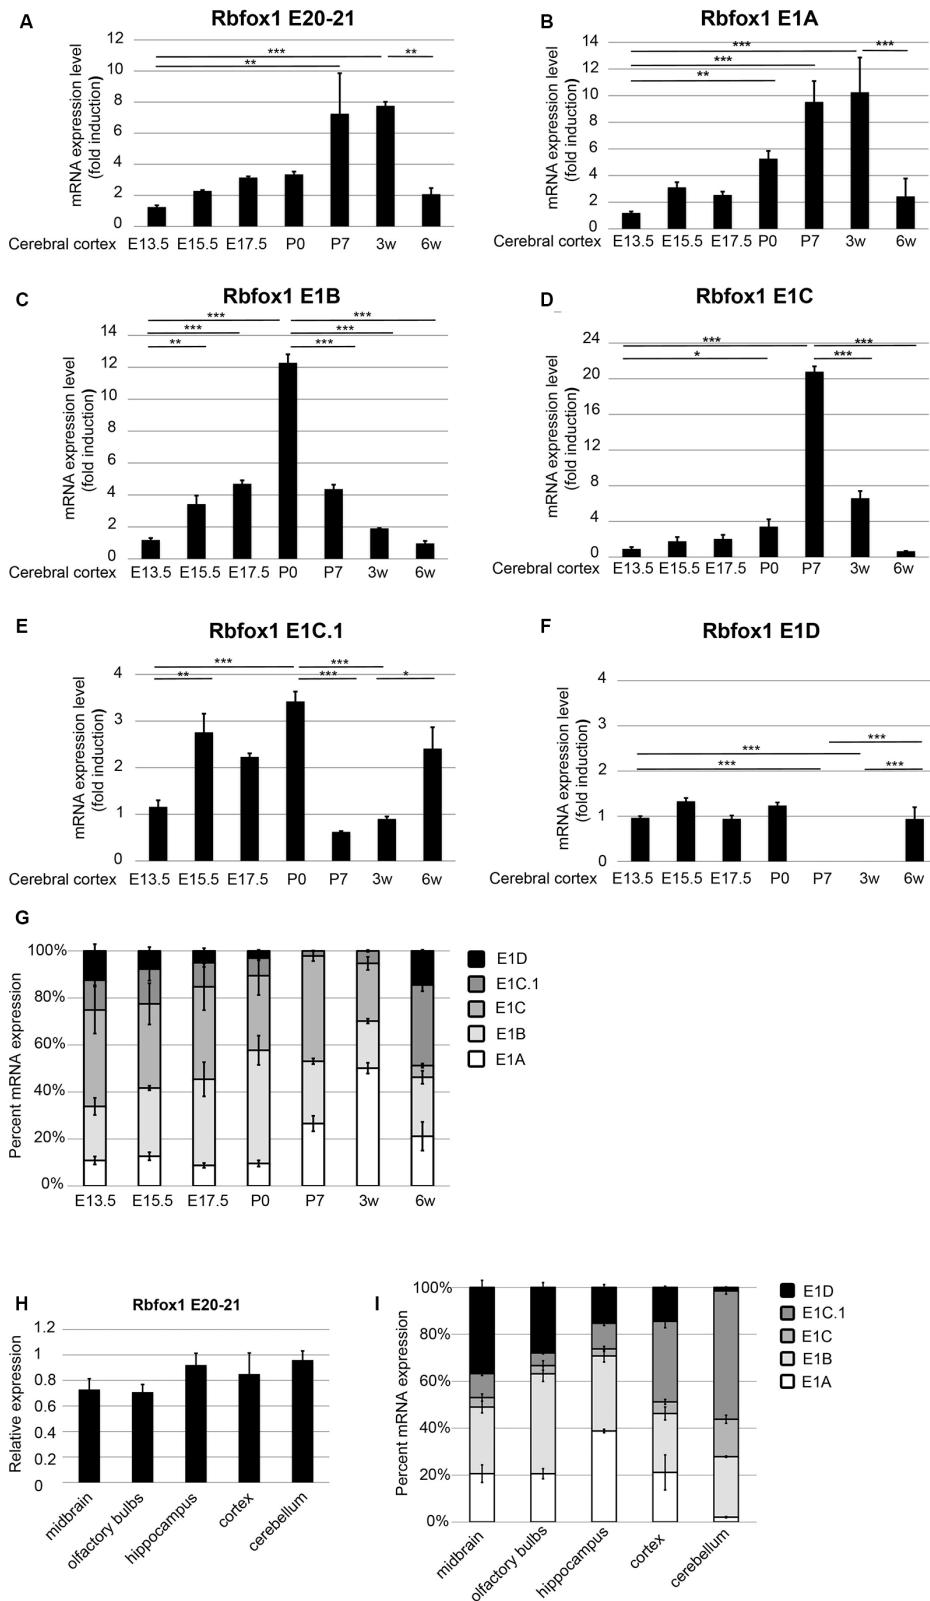 A
Rbfox1 E20-21
mRNA expression level
(fold induction)
12
10
8
6
4
2
0
***
**
**
Cerebral cortex E13.5 E15.5 E17.5 P0 P7 3w 6w
B
Rbfox1 E1A
mRNA expression level
(fold induction)
14
12
10
8
6
4
2
0
***
***
***
**
Cerebral cortex E13.5 E15.5 E17.5 P0 P7 3w 6w
C
Rbfox1 E1B
mRNA expression level
(fold induction)
14
12
10
8
6
4
2
0
*** ***
*** ***
** ***
Cerebral cortex E13.5 E15.5 E17.5 P0 P7 3w 6w
D_
Rbfox1 E1C
mRNA expression level
(fold induction)
24
20
16
12
8
4
0
*** ***
* ***
Cerebral cortex E13.5 E15.5 E17.5 P0 P7 3w 6w
E
Rbfox1 E1C.1
mRNA expression level
(fold induction)
4
3
2
1
0
*** ***
** *** *
Cerebral cortex E13.5 E15.5 E17.5 P0 P7 3w 6w
F
Rbfox1 E1D
mRNA expression level
(fold induction)
4
3
2
1
0
***
***
*** ***
Cerebral cortex E13.5 E15.5 E17.5 P0 P7 3w 6w
G
Percent mRNA expression
100%
80%
60%
40%
20%
0%
E13.5 E15.5 E17.5 P0 P7 3w 6w
E1D
E1C.1
E1C
E1B
E1A
H
Rbfox1 E20-21
Relative expression
1.2
1
0.8
0.6
0.4
0.2
0
midbrain
olfactory bulbs
hippocampus
cortex
cerebellum
I
Percent mRNA expression
100%
80%
60%
40%
20%
0%
midbrain
olfactory bulbs
hippocampus
cortex
cerebellum
E1D
E1C.1
E1C
E1B
E1A